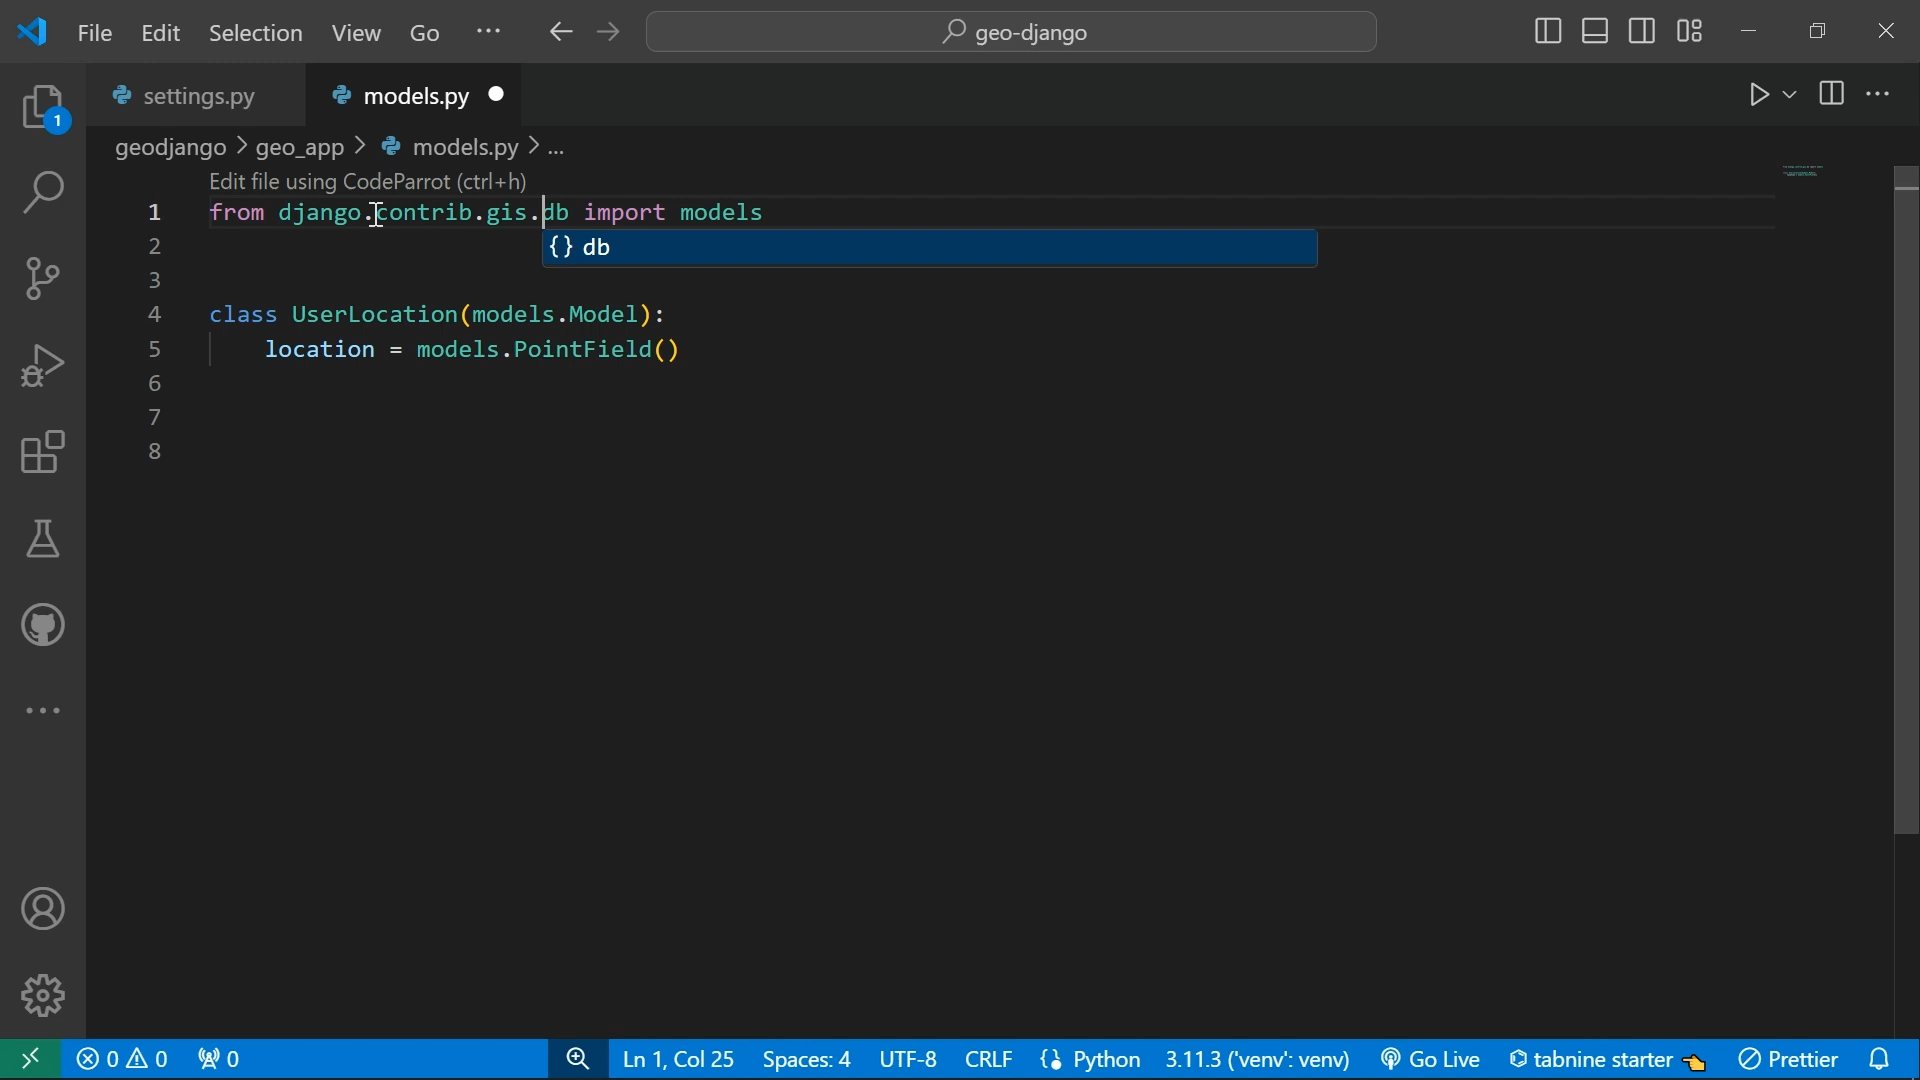 File Edit Selection View Go ··· geo-django
1
settings.py models.py
geodjango > geo_app > models.py > ...
Edit file using CodeParrot (ctrl+h)
1 from django.contrib.gis.db import models
2 {} db
3
4 class UserLocation(models.Model):
5 location = models.PointField()
6
7
8
0 0 0 Ln 1, Col 25 Spaces: 4 UTF-8 CRLF {} Python 3.11.3 ('venv': venv) Go Live tabnine starter Prettier